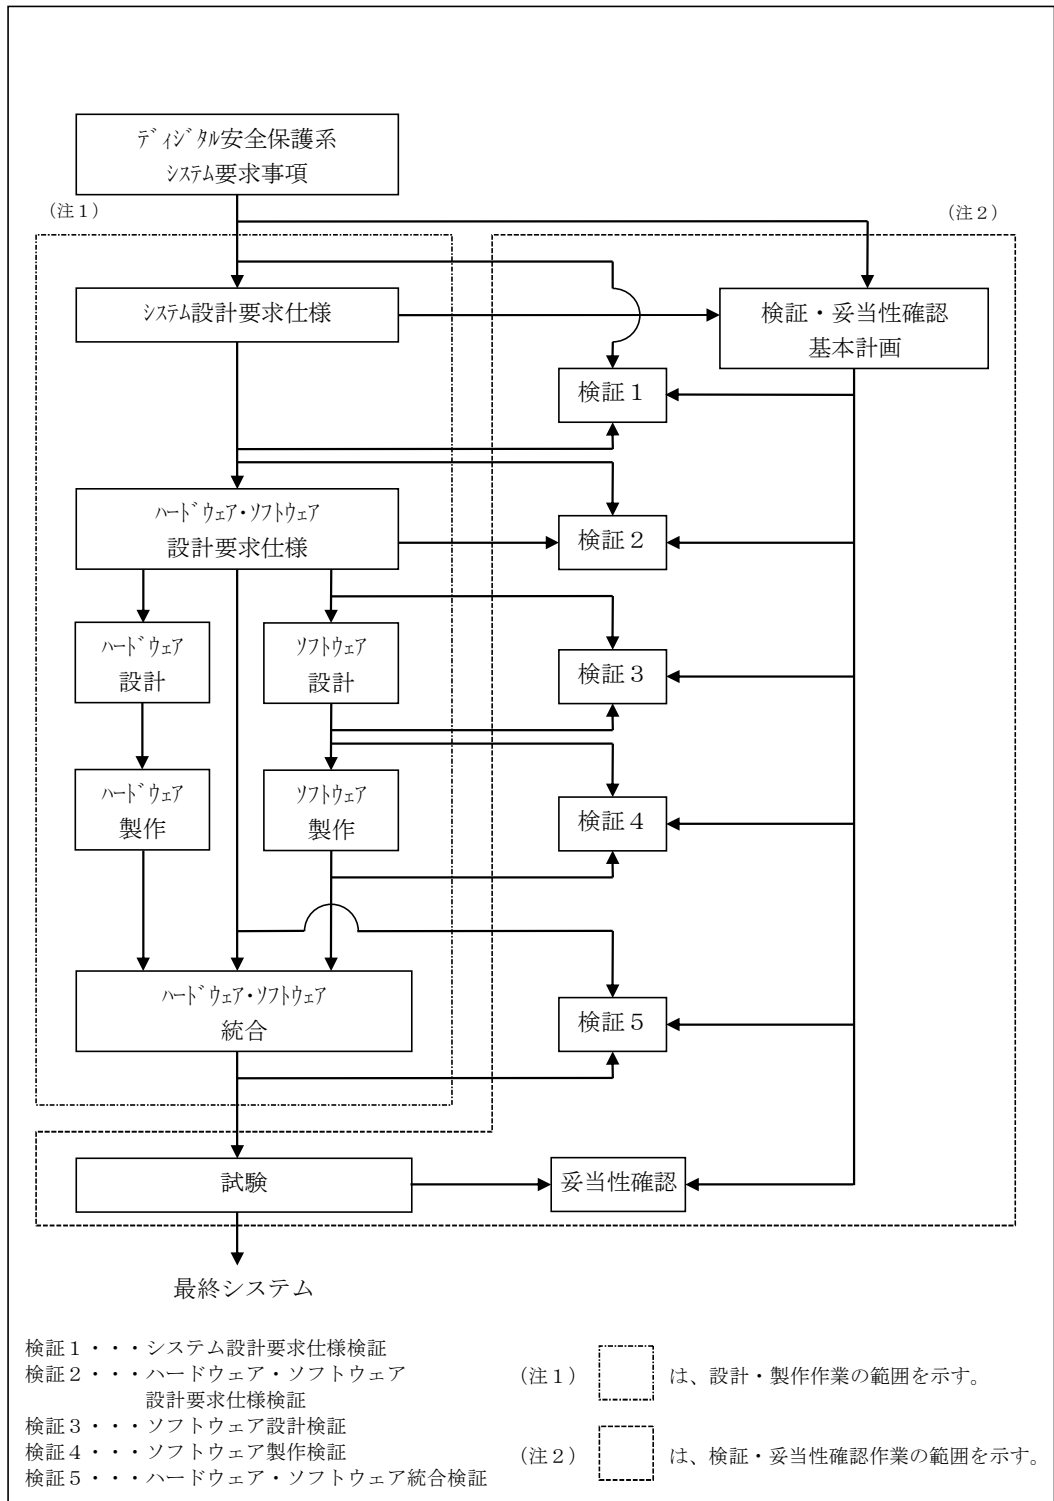 ディジタル安全保護系
システム要求事項
（注１）
（注２）
システム設計要求仕様
検証・妥当性確認
基本計画
検証１
ハードウェア・ソフトウェア
設計要求仕様
検証２
ハードウェア
設計
ソフトウェア
設計
検証３
ハードウェア
製作
ソフトウェア
製作
検証４
ハードウェア・ソフトウェア
統合
検証５
試験
妥当性確認
最終システム
検証１・・・システム設計要求仕様検証
検証２・・・ハードウェア・ソフトウェア
設計要求仕様検証
検証３・・・ソフトウェア設計検証
検証４・・・ソフトウェア製作検証
検証５・・・ハードウェア・ソフトウェア統合検証
（注１） は、設計・製作作業の範囲を示す。
（注２） は、検証・妥当性確認作業の範囲を示す。